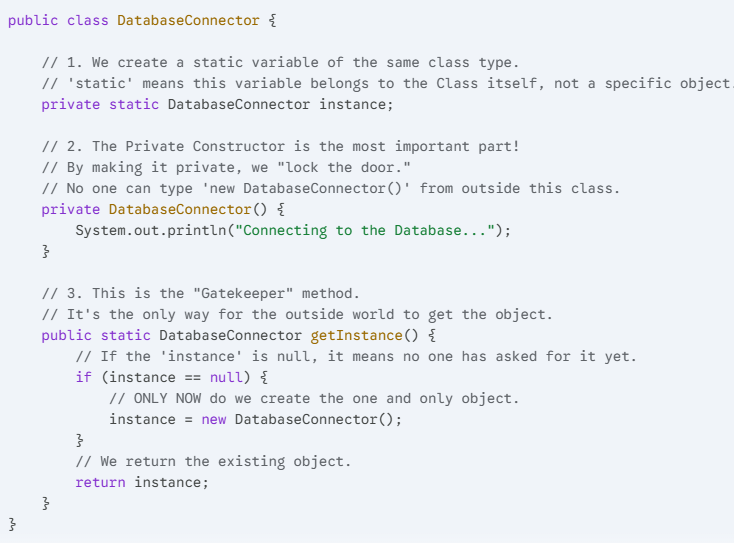 public class DatabaseConnector {
// 1. We create a static variable of the same class type.
// 'static' means this variable belongs to the Class itself, not a specific object.
private static DatabaseConnector instance;
// 2. The Private Constructor is the most important part!
// By making it private, we "lock the door."
// No one can type 'new DatabaseConnector()' from outside this class.
private DatabaseConnector() {
System.out.println("Connecting to the Database...");
}
// 3. This is the "Gatekeeper" method.
// It's the only way for the outside world to get the object.
public static DatabaseConnector getInstance() {
// If the 'instance' is null, it means no one has asked for it yet.
if (instance == null) {
// ONLY NOW do we create the one and only object.
instance = new DatabaseConnector();
}
// We return the existing object.
return instance;
}
}